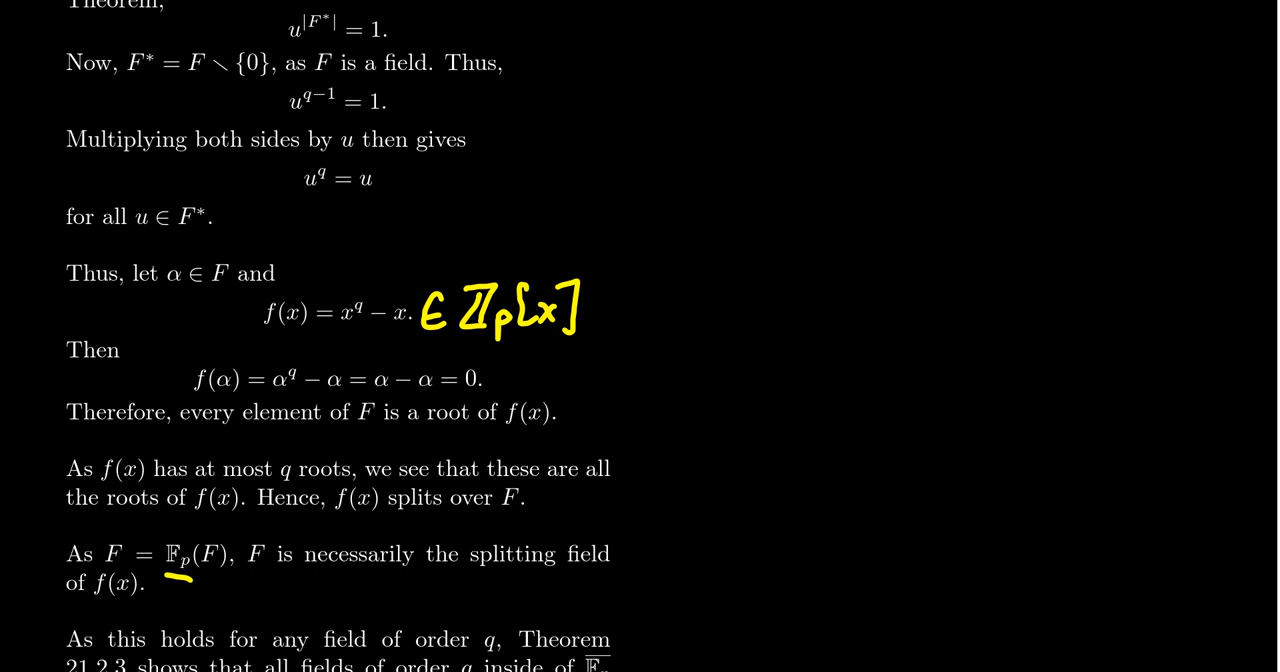 Theorem,
u^{|F^*|} = 1.
Now, F^* = F ∖ {0}, as F is a field. Thus,
u^{q−1} = 1.
Multiplying both sides by u then gives
u^q = u
for all u ∈ F^*.
Thus, let α ∈ F and
f(x) = x^q − x. ∈ ℤ_p[x]
Then
f(α) = α^q − α = α − α = 0.
Therefore, every element of F is a root of f(x).
As f(x) has at most q roots, we see that these are all
the roots of f(x). Hence, f(x) splits over F.
As F = 𝔽_p(F), F is necessarily the splitting field
of f(x).
As this holds for any field of order q, Theorem
21.2.3 shows that all fields of order q inside of \overline{𝔽_p}